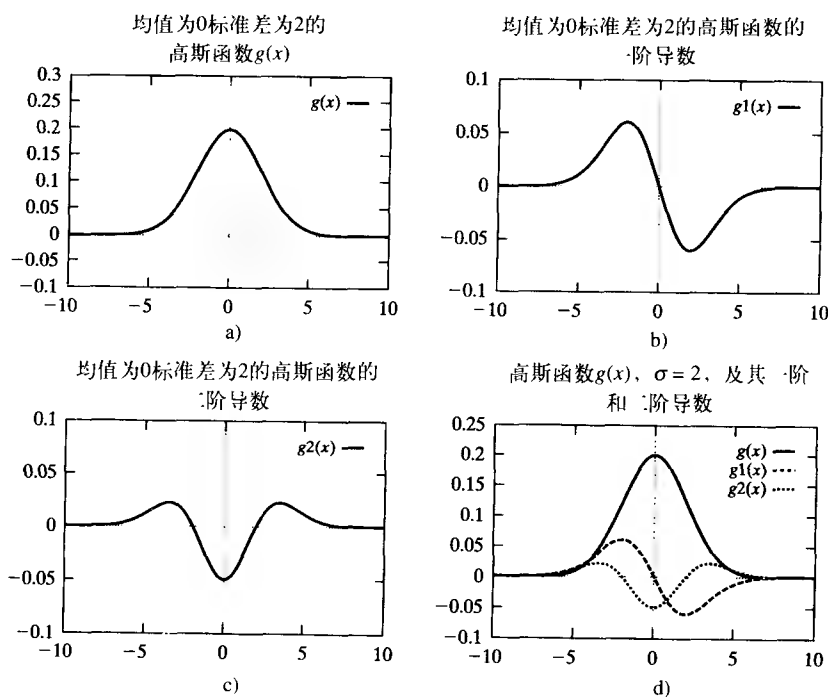 均值为0标准差为2的
高斯函数g(x)
0.3
0.25
0.20
0.15
0.10
0.05
0
−0.05
−0.1
g(x)
−10 −5 0 5 10
a)
均值为0标准差为2的高斯函数的
一阶导数
0.1
0.05
0
−0.05
−0.1
g1(x)
−10 −5 0 5 10
b)
均值为0标准差为2的高斯函数的
二阶导数
0.1
0.05
0
−0.05
−0.1
g2(x)
−10 −5 0 5 10
c)
高斯函数g(x), σ = 2, 及其一阶
和二阶导数
0.25
0.2
0.15
0.1
0.05
0
−0.05
−0.1
g(x)
g1(x)
g2(x)
−10 −5 0 5 10
d)